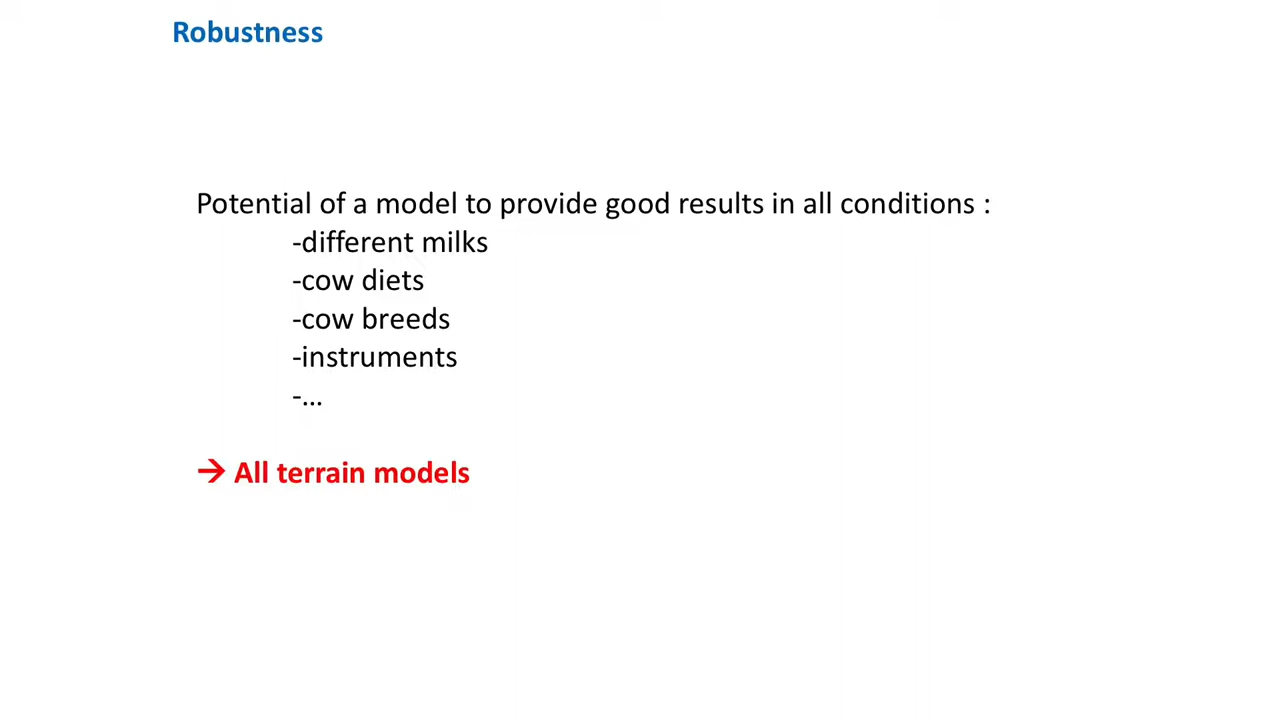 Robustness
Potential of a model to provide good results in all conditions :
-different milks
-cow diets
-cow breeds
-instruments
-...
→ All terrain models